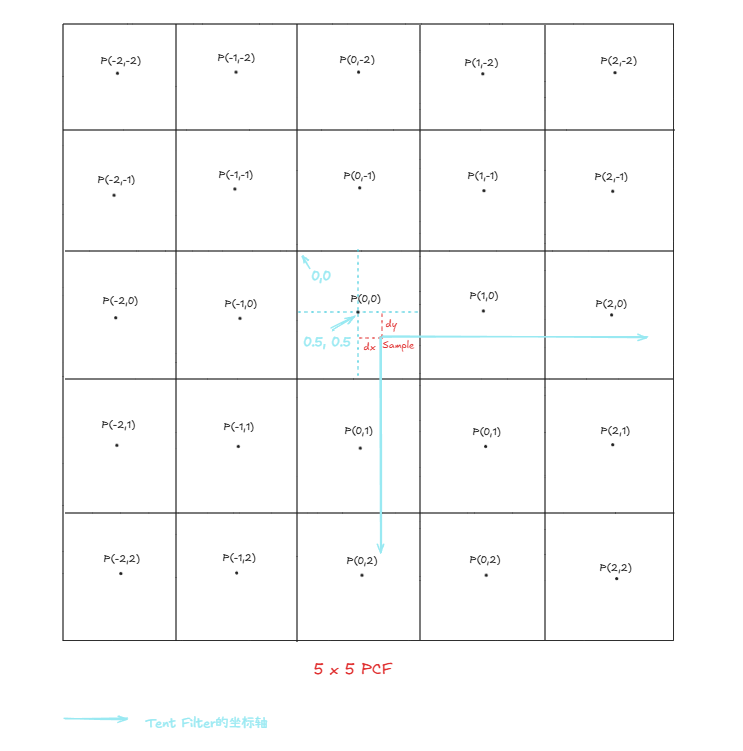 P(-2,-2) P(-1,-2) P(0,-2) P(1,-2) P(2,-2)
P(-2,-1) P(-1,-1) P(0,-1) P(1,-1) P(2,-1)
0,0
P(-2,0) P(-1,0) P(0,0) P(1,0) P(2,0)
dy
0.5, 0.5 dx Sample
P(-2,1) P(-1,1) P(0,1) P(0,1) P(2,1)
P(-2,2) P(-1,2) P(0,2) P(0,2) P(2,2)
5 x 5 PCF
Tent Filter的坐标轴